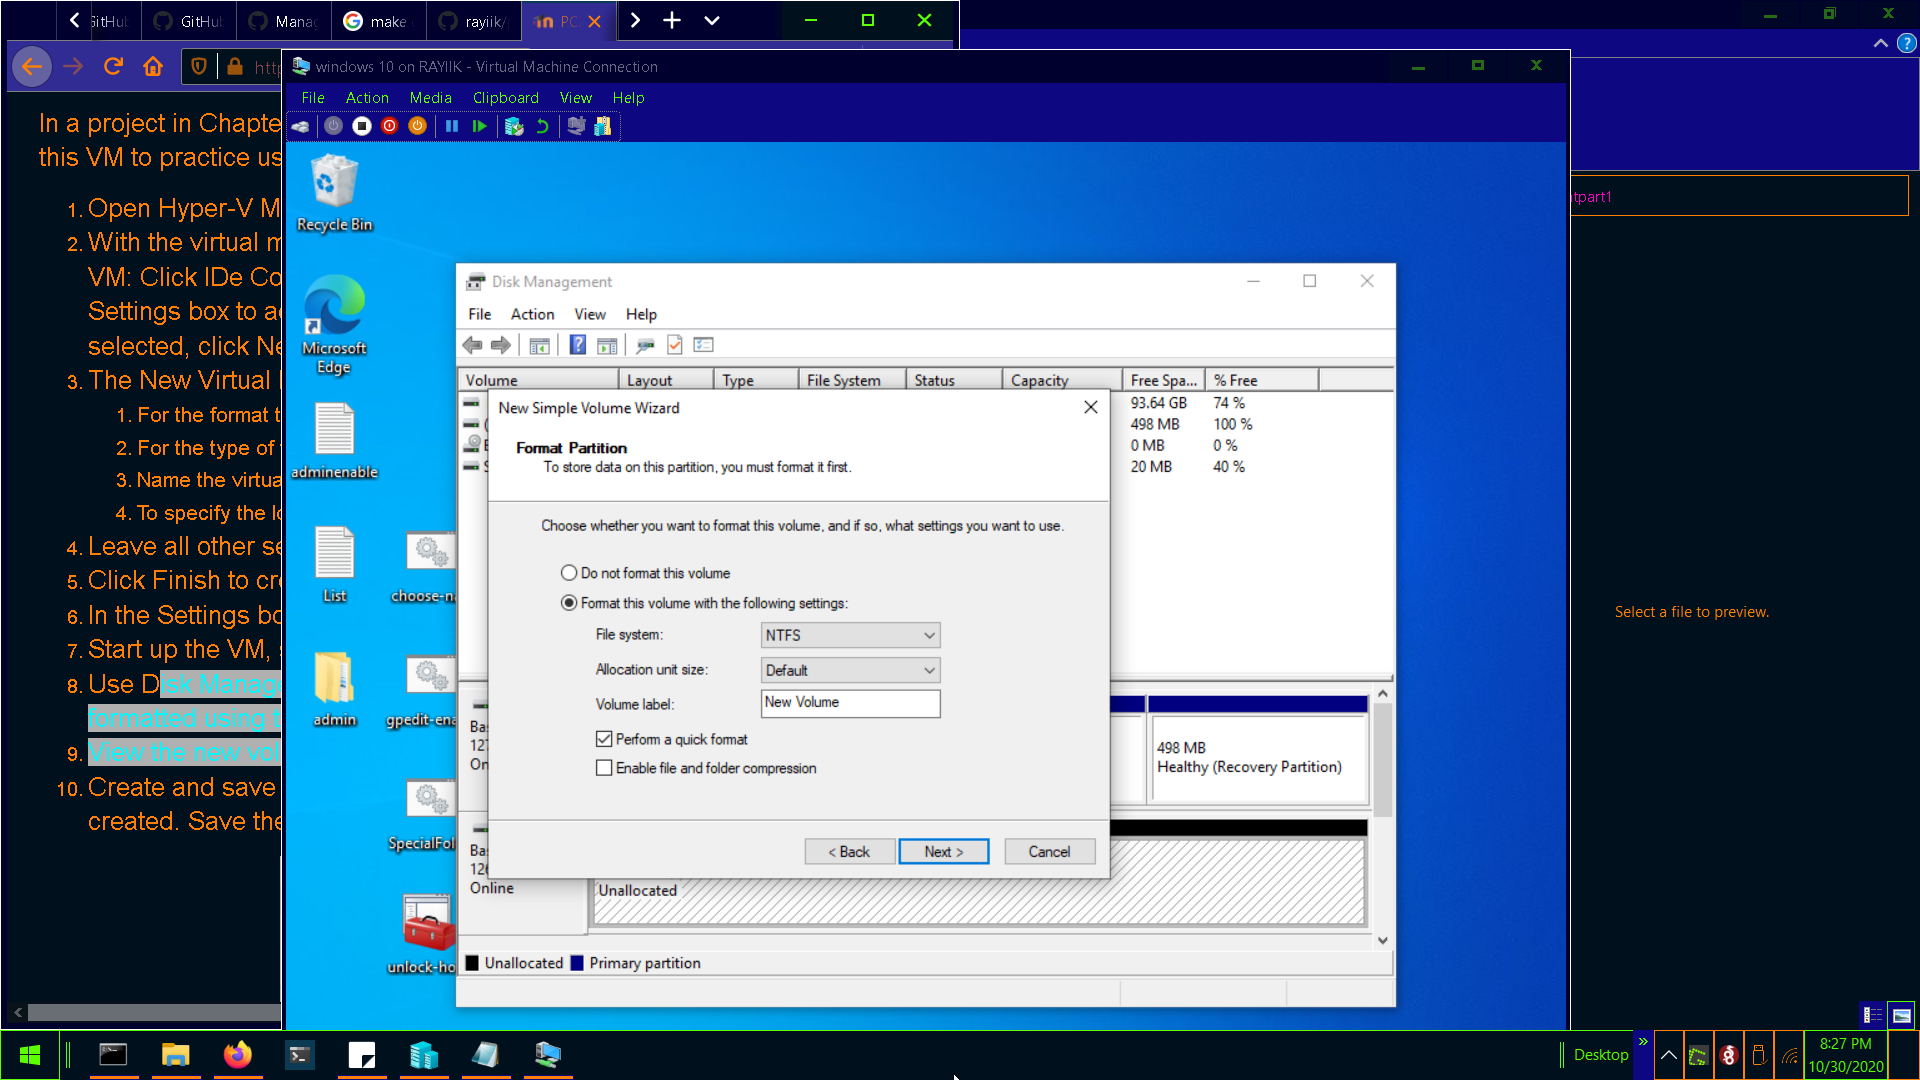 GitHub
GitHub
Manag
make
rayiik/
PC
http
In a project in Chapte
this VM to practice us
1. Open Hyper-V M
2. With the virtual m
VM: Click IDe Co
Settings box to a
selected, click Ne
3. The New Virtual
1. For the format t
2. For the type of
3. Name the virtua
4. To specify the lo
4. Leave all other se
5. Click Finish to cre
6. In the Settings bo
7. Start up the VM,
8. Use Disk Manage
formatted using t
9. View the new vol
10. Create and save
created. Save the
windows 10 on RAYIIK - Virtual Machine Connection
File Action Media Clipboard View Help
Recycle Bin
Microsoft
Edge
adminenable
List
choose-n
admin
gpedit-ena
SpecialFol
unlock-ho
Disk Management
File Action View Help
Volume Layout Type File System Status Capacity Free Spa... % Free
93.64 GB 74 %
498 MB 100 %
0 MB 0 %
20 MB 40 %
New Simple Volume Wizard
Format Partition
To store data on this partition, you must format it first.
Choose whether you want to format this volume, and if so, what settings you want to use.
Do not format this volume
Format this volume with the following settings:
File system: NTFS
Allocation unit size: Default
Volume label: New Volume
Perform a quick format
Enable file and folder compression
< Back Next > Cancel
Bas
127
On
498 MB
Healthy (Recovery Partition)
Bas
126
Online
Unallocated
Unallocated Primary partition
tpart1
Select a file to preview.
Desktop
8:27 PM
10/30/2020